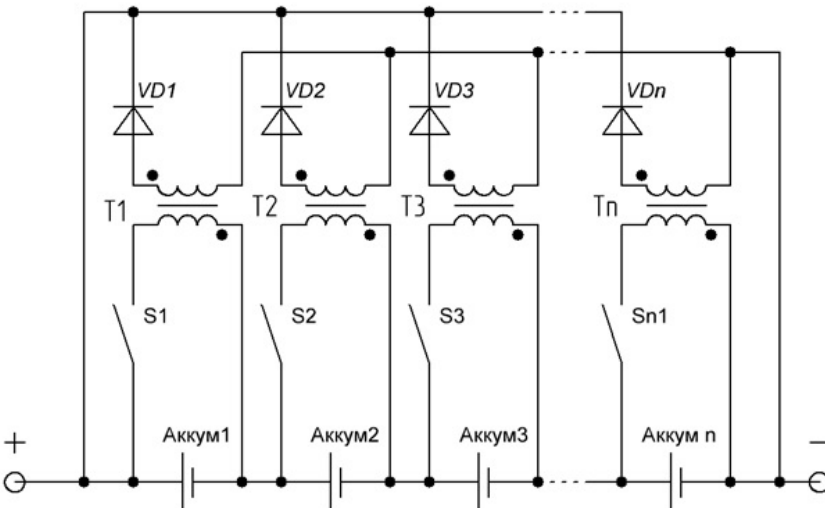 VD1 VD2 VD3 VDn
T1 T2 T3 Tn
S1 S2 S3 Sn1
+ Аккум1 Аккум2 Аккум3 Аккум n −